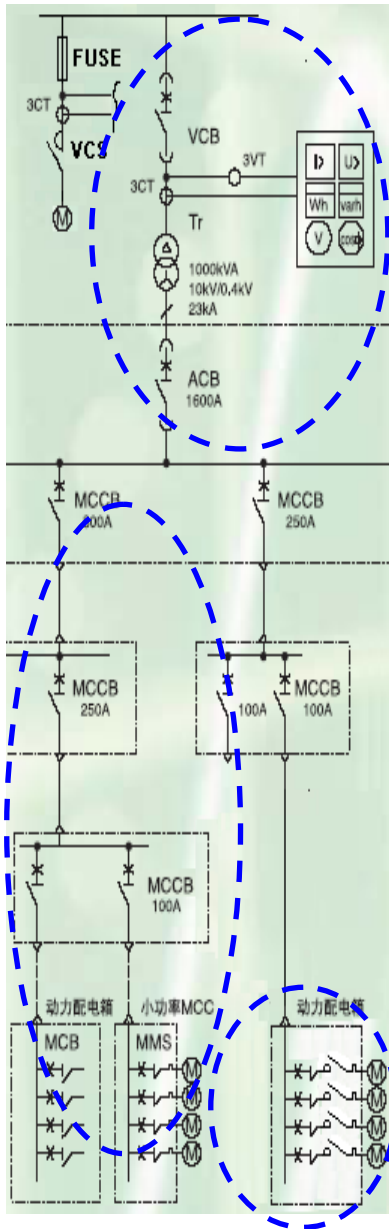 FUSE
3CT
VCS
M
VCB
3VT
3CT
I> U>
Wh varh
V cosφ
Tr
1000kVA
10kV/0.4kV
23kA
ACB
1600A
MCCB
MCCB
250A
MCCB
250A
100A
MCCB
100A
MCCB
100A
动力配电箱
小功率MCC
动力配电箱
MCB
MMS
M
M
M
M
M
M
M
M